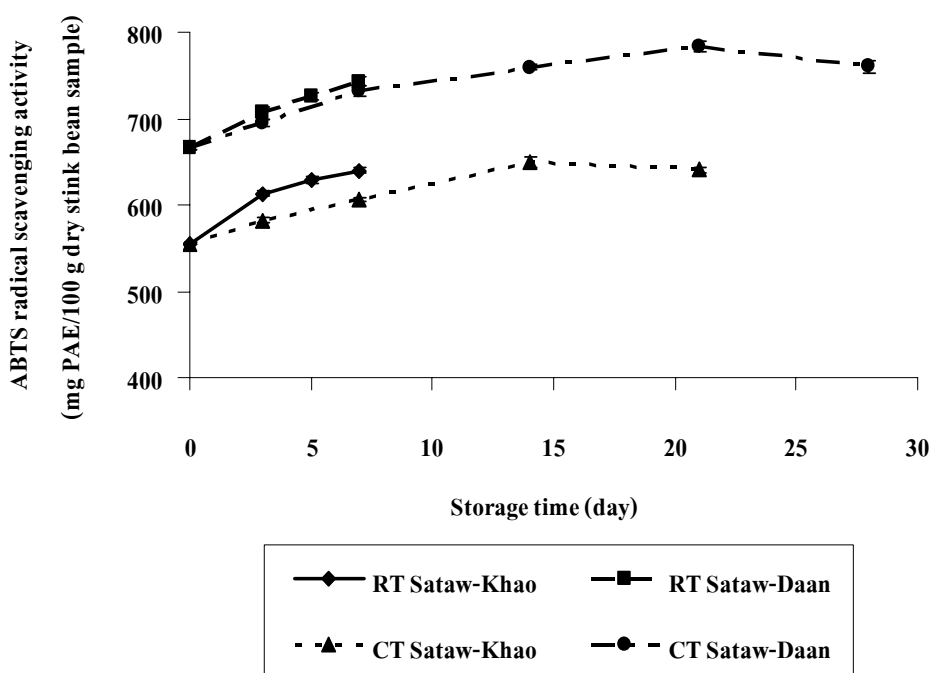 ABTS radical scavenging activity
(mg PAE/100 g dry stink bean sample)
800
700
600
500
400
0 5 10 15 20 25 30
Storage time (day)
RT Sataw-Khao RT Sataw-Daan
CT Sataw-Khao CT Sataw-Daan